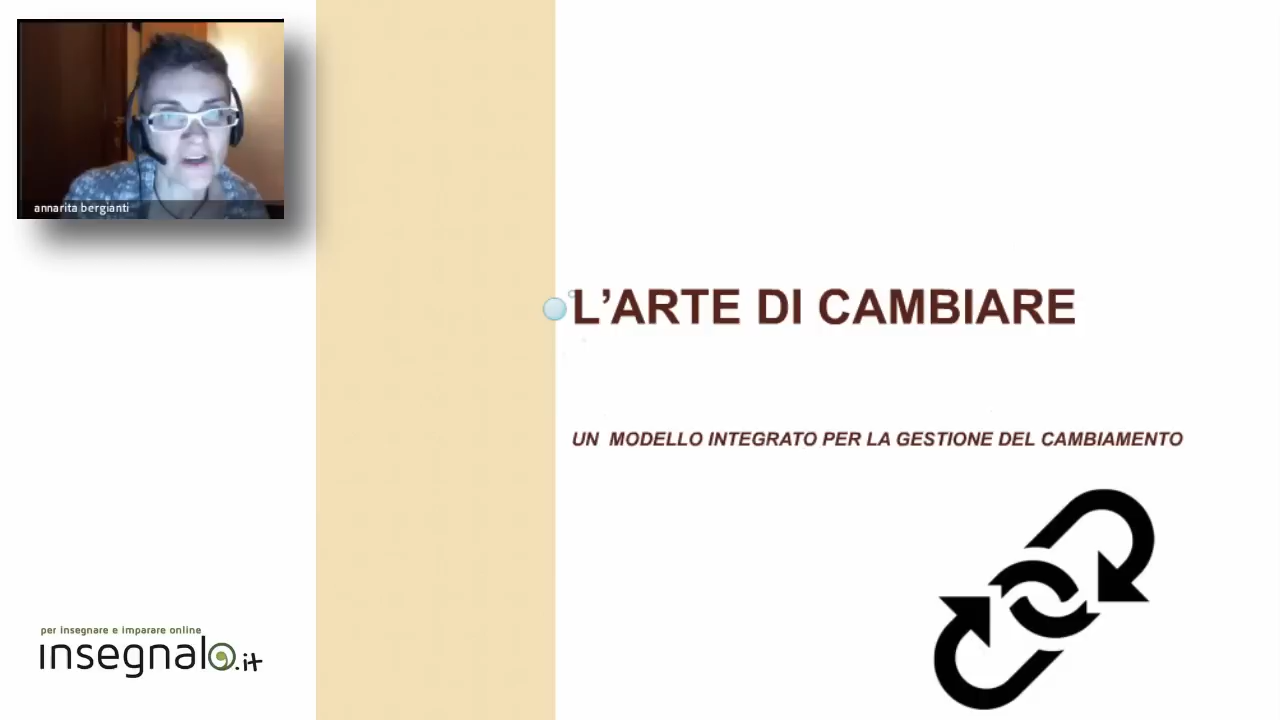 annarita bergianti
L'ARTE DI CAMBIARE
UN MODELLO INTEGRATO PER LA GESTIONE DEL CAMBIAMENTO
per insegnare e imparare online
insegnalo.it